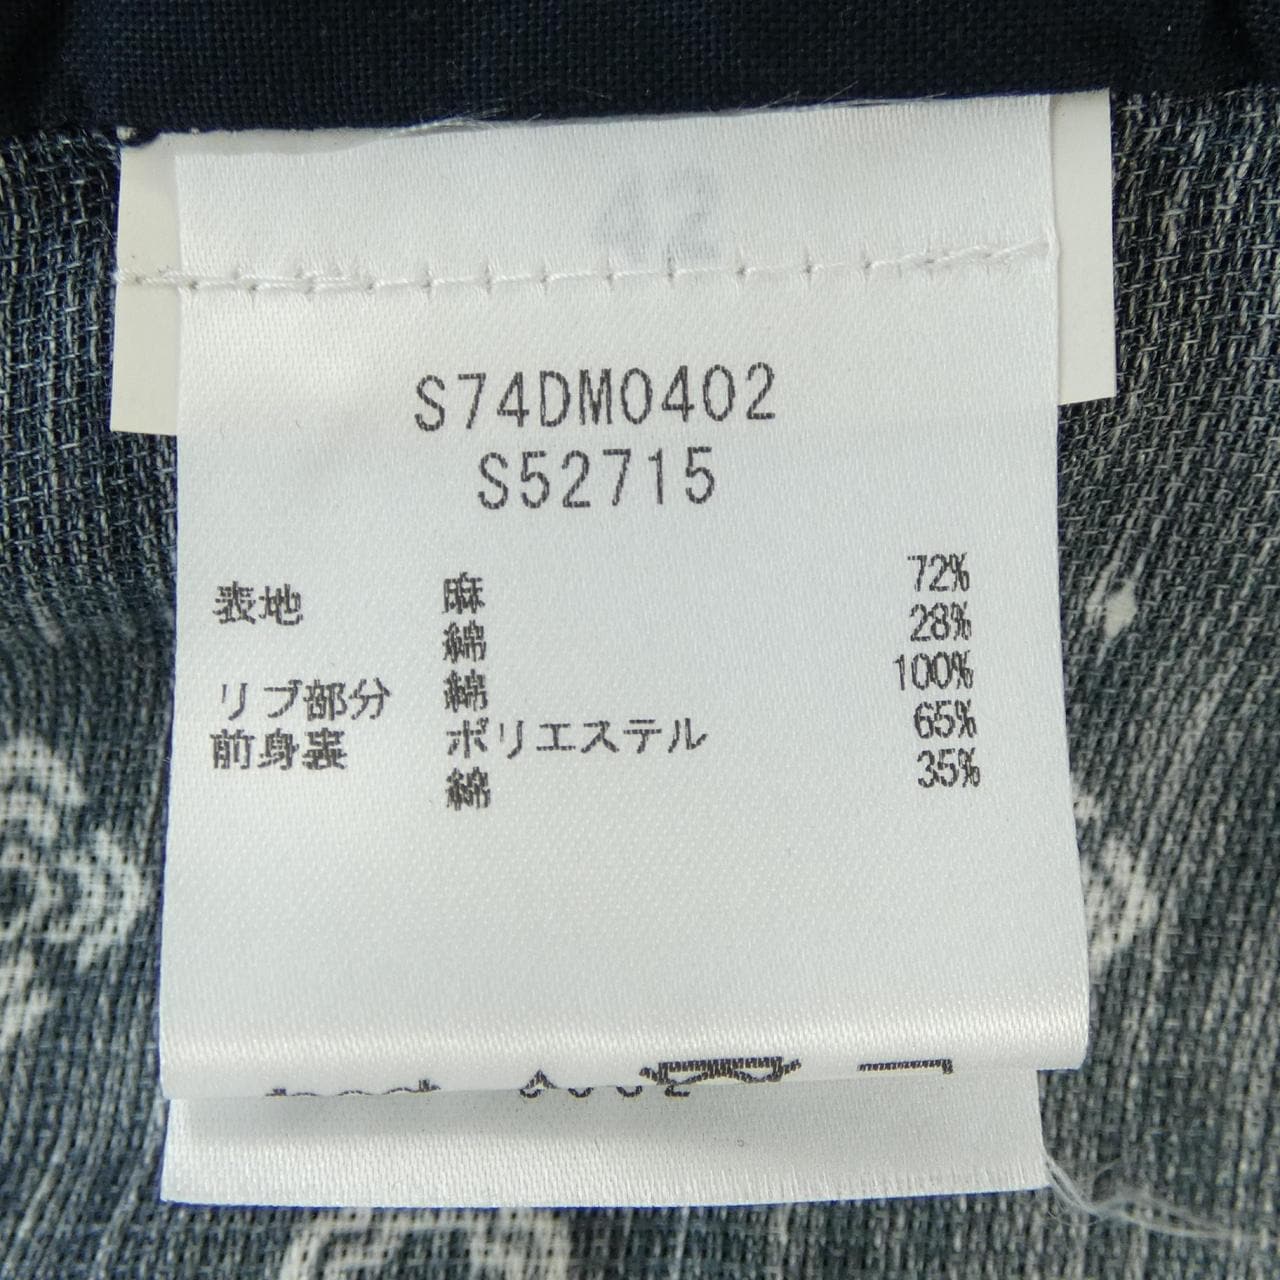 42
S74DM0402
S52715
表地 麻 72%
綿 28%
リブ部分 綿 100%
前身裏 ポリエステル 65%
綿 35%